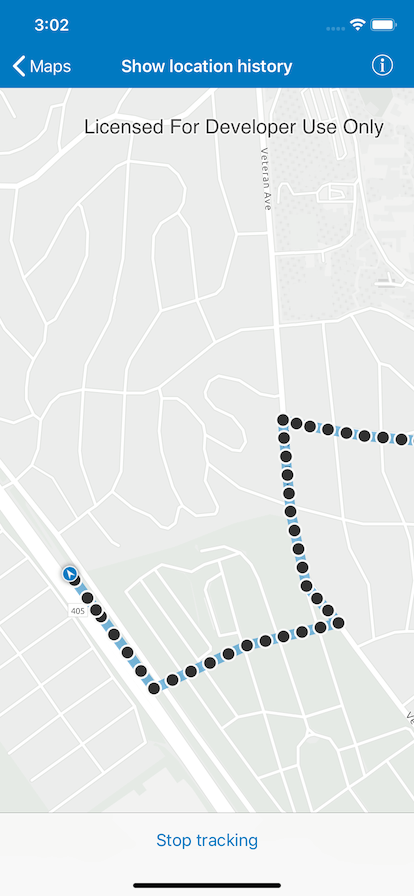 3:02
Maps
Show location history
Licensed For Developer Use Only
Veteran Ave
405
Stop tracking